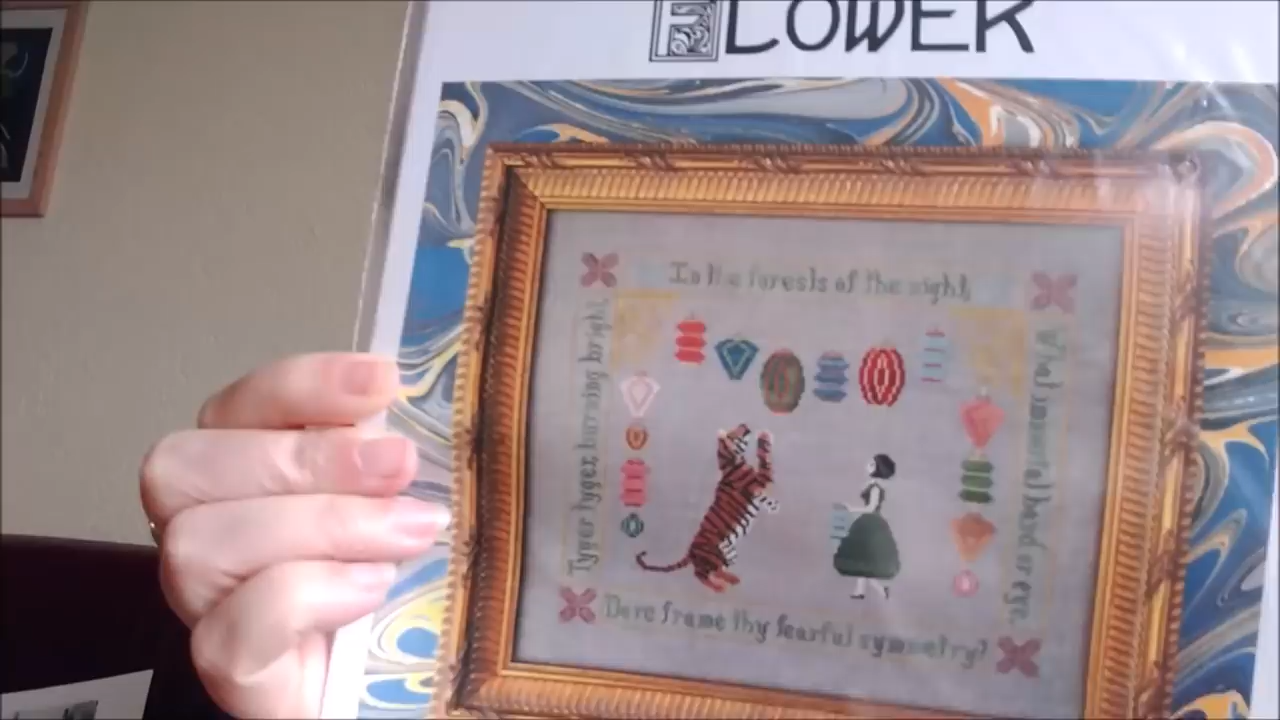 FLOWER
Tyger tyger, burning bright,
In the forests of the night,
What immortal hand or eye,
Dare frame thy fearful symmetry?